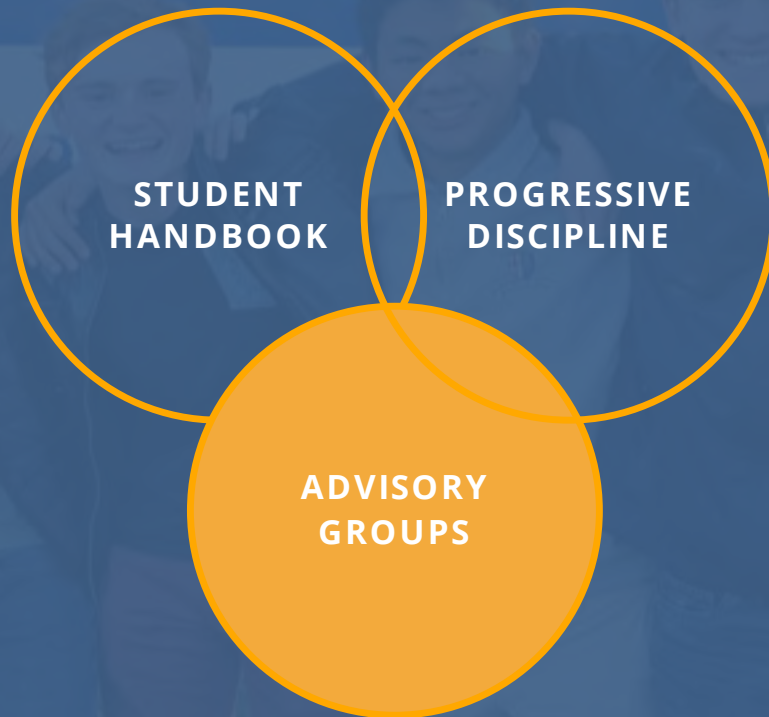 STUDENT
HANDBOOK
PROGRESSIVE
DISCIPLINE
ADVISORY
GROUPS